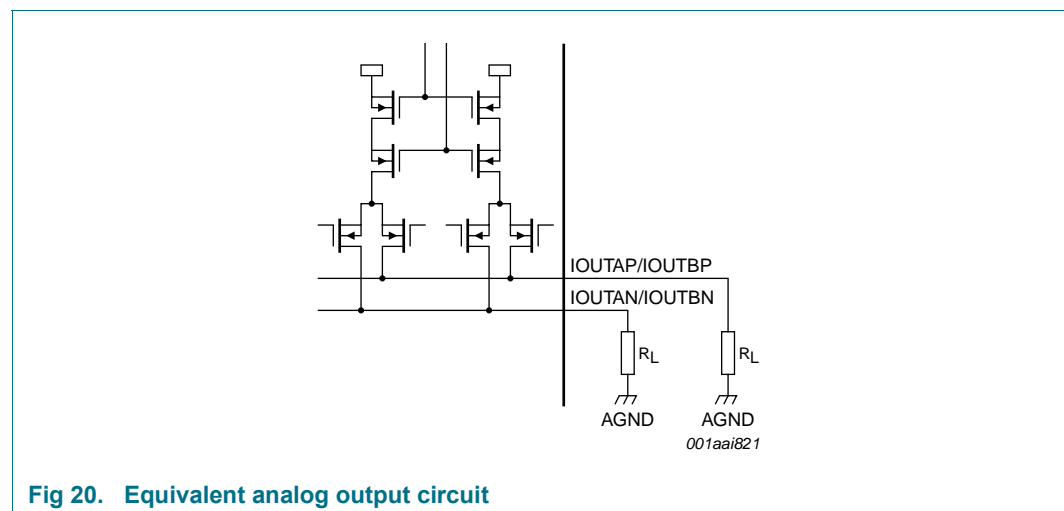 IOUTAP/IOUTBP
IOUTAN/IOUTBN
RL RL
AGND AGND
001aai821
Fig 20. Equivalent analog output circuit